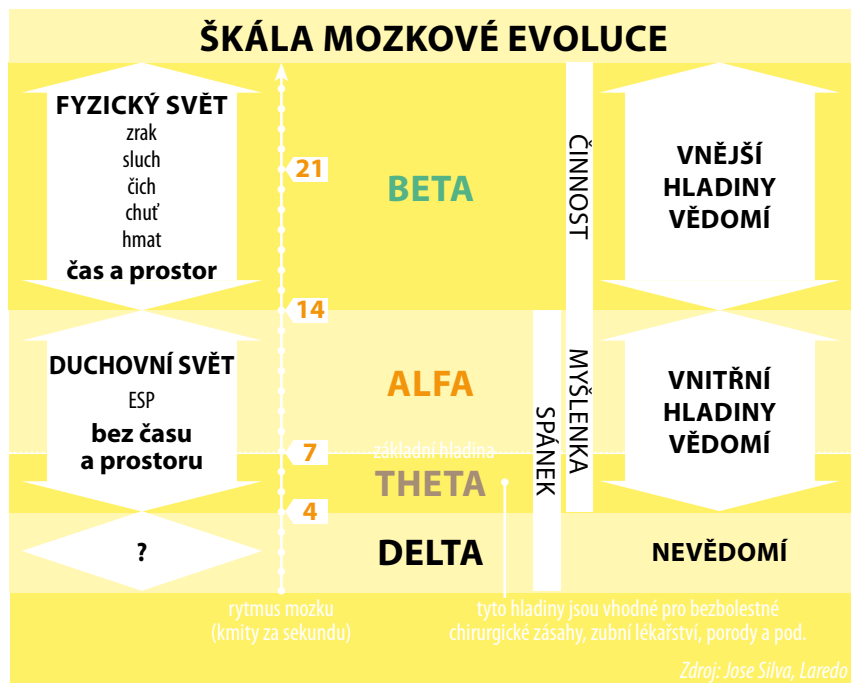 ŠKÁLA MOZKOVÉ EVOLUCE
FYZICKÝ SVĚT
zrak
sluch
čich
chuť
hmat
čas a prostor
21
BETA
ČINNOST
VNĚJŠÍ
HLADINY
VĚDOMÍ
14
DUCHOVNÍ SVĚT
ESP
bez času
a prostoru
ALFA
MYŠLENKA
SPÁNEK
VNITŘNÍ
HLADINY
VĚDOMÍ
7
základní hladina
THETA
4
?
DELTA
NEVĚDOMÍ
rytmus mozku
(kmity za sekundu)
tyto hladiny jsou vhodné pro bezbolestné
chirurgické zásahy, zubní lékařství, porody a pod.
Zdroj: Jose Silva, Laredo